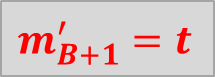 m′_{B+1} = t